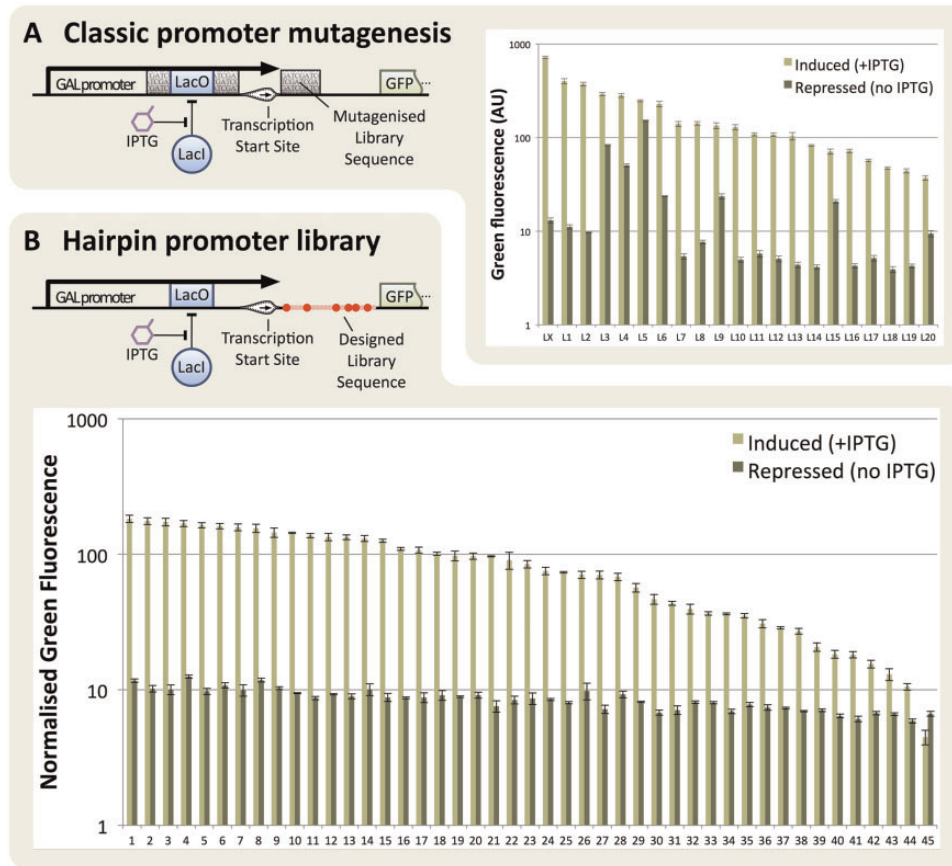 A Classic promoter mutagenesis
GAL promoter
GATC
TCGA
GATC
LacO
CTGA
TCGA
GATC
GFP
...
IPTG
LacI
Transcription
Start Site
Mutagenised
Library
Sequence
1000
100
10
1
Green fluorescence (AU)
Induced (+IPTG)
Repressed (no IPTG)
LX L1 L2 L3 L4 L5 L6 L7 L8 L9 L10 L11 L12 L13 L14 L15 L16 L17 L18 L19 L20
B Hairpin promoter library
GAL promoter
LacO
GFP
...
IPTG
LacI
Transcription
Start Site
Designed
Library
Sequence
1000
100
10
1
Normalised Green Fluorescence
Induced (+IPTG)
Repressed (no IPTG)
1 2 3 4 5 6 7 8 9 10 11 12 13 14 15 16 17 18 19 20 21 22 23 24 25 26 27 28 29 30 31 32 33 34 35 36 37 38 39 40 41 42 43 44 45